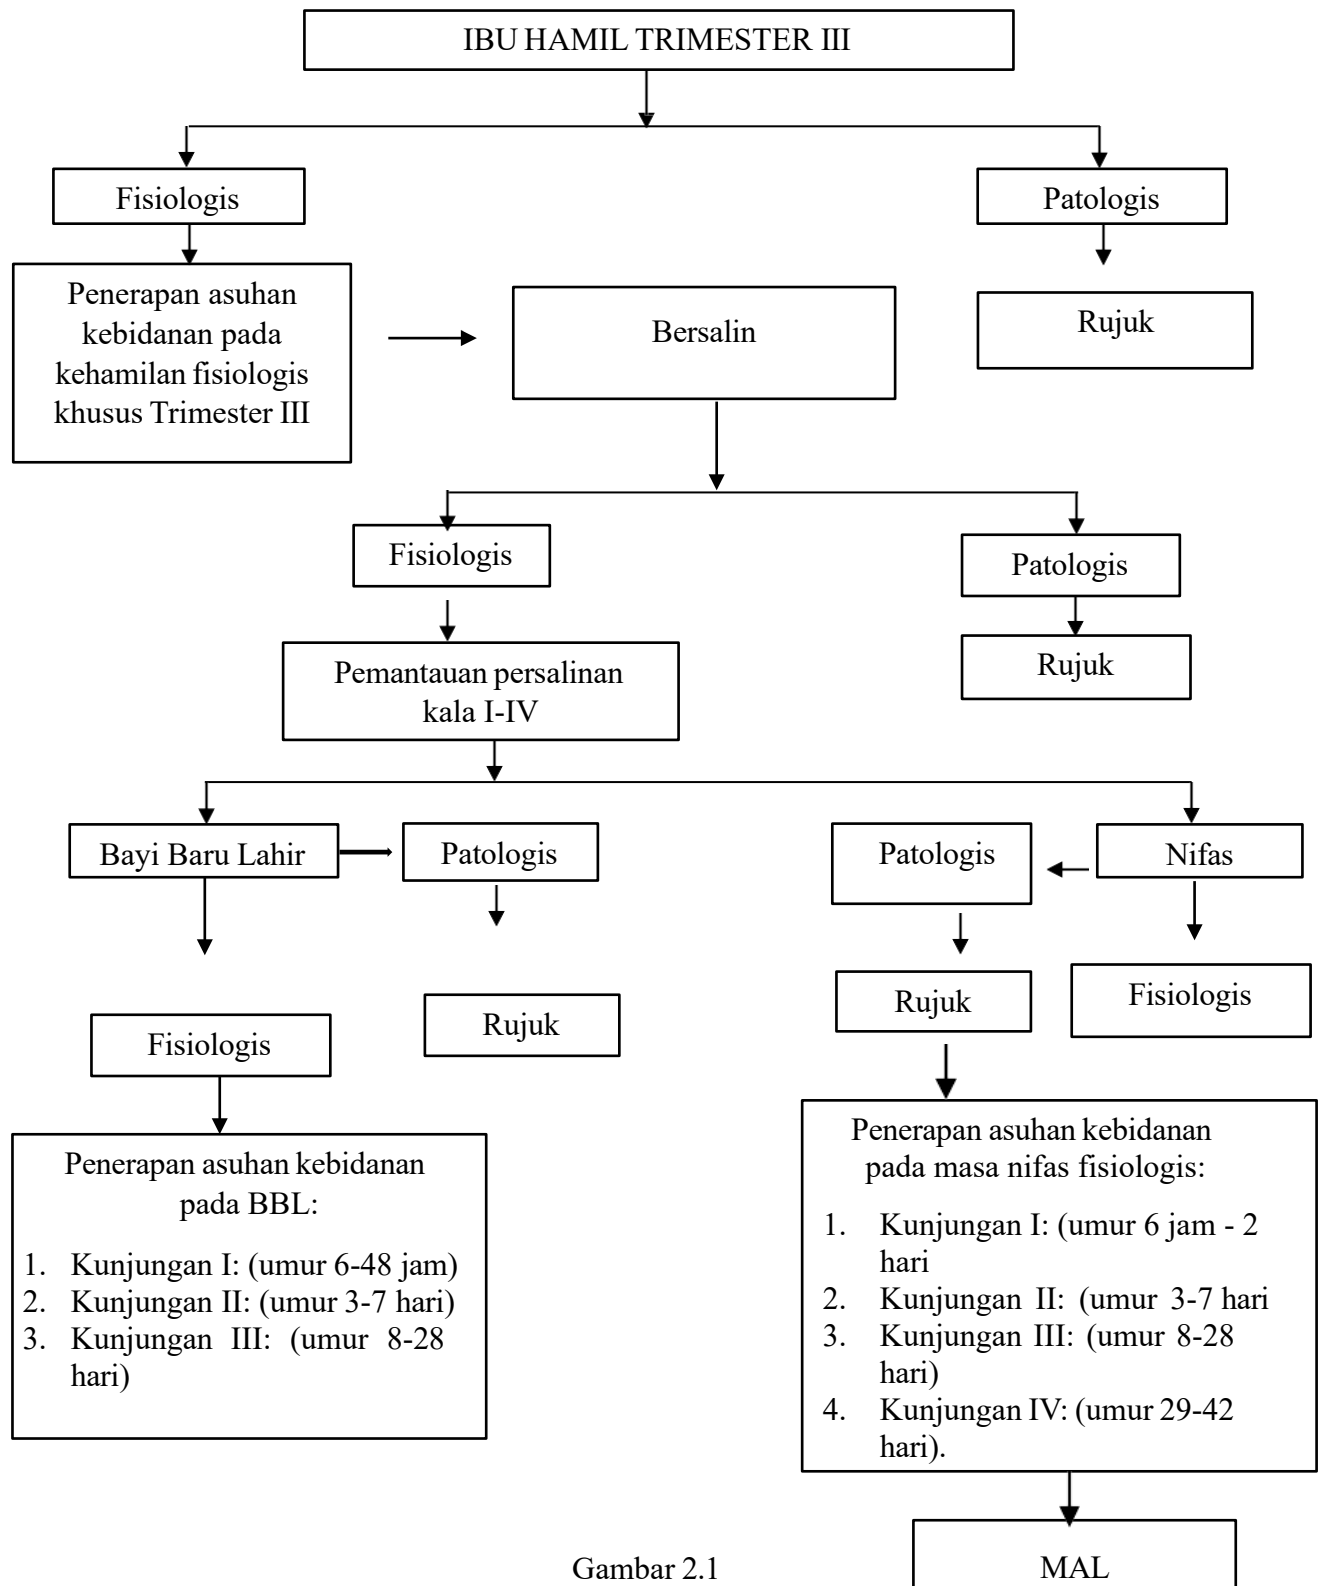 IBU HAMIL TRIMESTER III
Fisiologis
Patologis
Penerapan asuhan
kebidanan pada
kehamilan fisiologis
khusus Trimester III
Bersalin
Rujuk
Fisiologis
Patologis
Pemantauan persalinan
kala I-IV
Rujuk
Bayi Baru Lahir
Patologis
Patologis
Nifas
Fisiologis
Rujuk
Rujuk
Fisiologis
Penerapan asuhan kebidanan
pada BBL:
1. Kunjungan I: (umur 6-48 jam)
2. Kunjungan II: (umur 3-7 hari)
3. Kunjungan III: (umur 8-28
hari)
Penerapan asuhan kebidanan
pada masa nifas fisiologis:
1. Kunjungan I: (umur 6 jam - 2
hari
2. Kunjungan II: (umur 3-7 hari
3. Kunjungan III: (umur 8-28
hari)
4. Kunjungan IV: (umur 29-42
hari).
Gambar 2.1
MAL